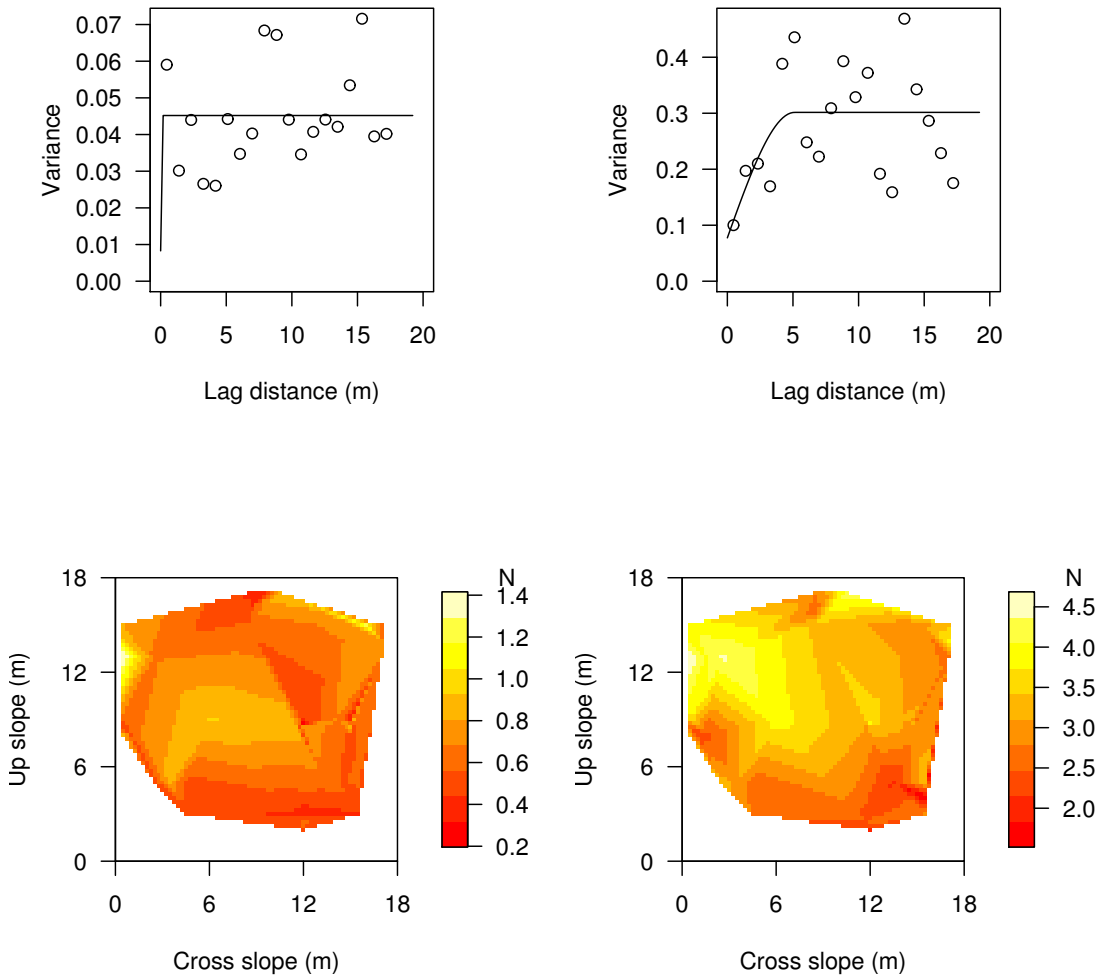 Variance
0.07
0.06
0.05
0.04
0.03
0.02
0.01
0.00
0 5 10 15 20
Lag distance (m)
Variance
0.4
0.3
0.2
0.1
0.0
0 5 10 15 20
Lag distance (m)
Up slope (m)
18
12
6
0
0 6 12 18
Cross slope (m)
N
1.4
1.2
1.0
0.8
0.6
0.4
0.2
Up slope (m)
18
12
6
0
0 6 12 18
Cross slope (m)
N
4.5
4.0
3.5
3.0
2.5
2.0